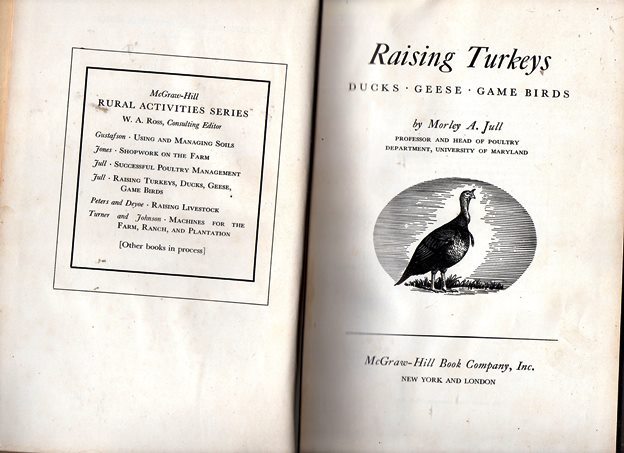 McGraw-Hill
RURAL ACTIVITIES SERIES
W. A. Ross, Consulting Editor
Gustafson · Using and Managing Soils
Jones · Shopwork on the Farm
Jull · Successful Poultry Management
Jull · Raising Turkeys, Ducks, Geese,
Game Birds
Peters and Deyoe · Raising Livestock
Turner and Johnson · Machines for the
Farm, Ranch, and Plantation
[Other books in process]
Raising Turkeys
DUCKS · GEESE · GAME BIRDS
by Morley A. Jull
PROFESSOR AND HEAD OF POULTRY
DEPARTMENT, UNIVERSITY OF MARYLAND
McGraw-Hill Book Company, Inc.
NEW YORK AND LONDON